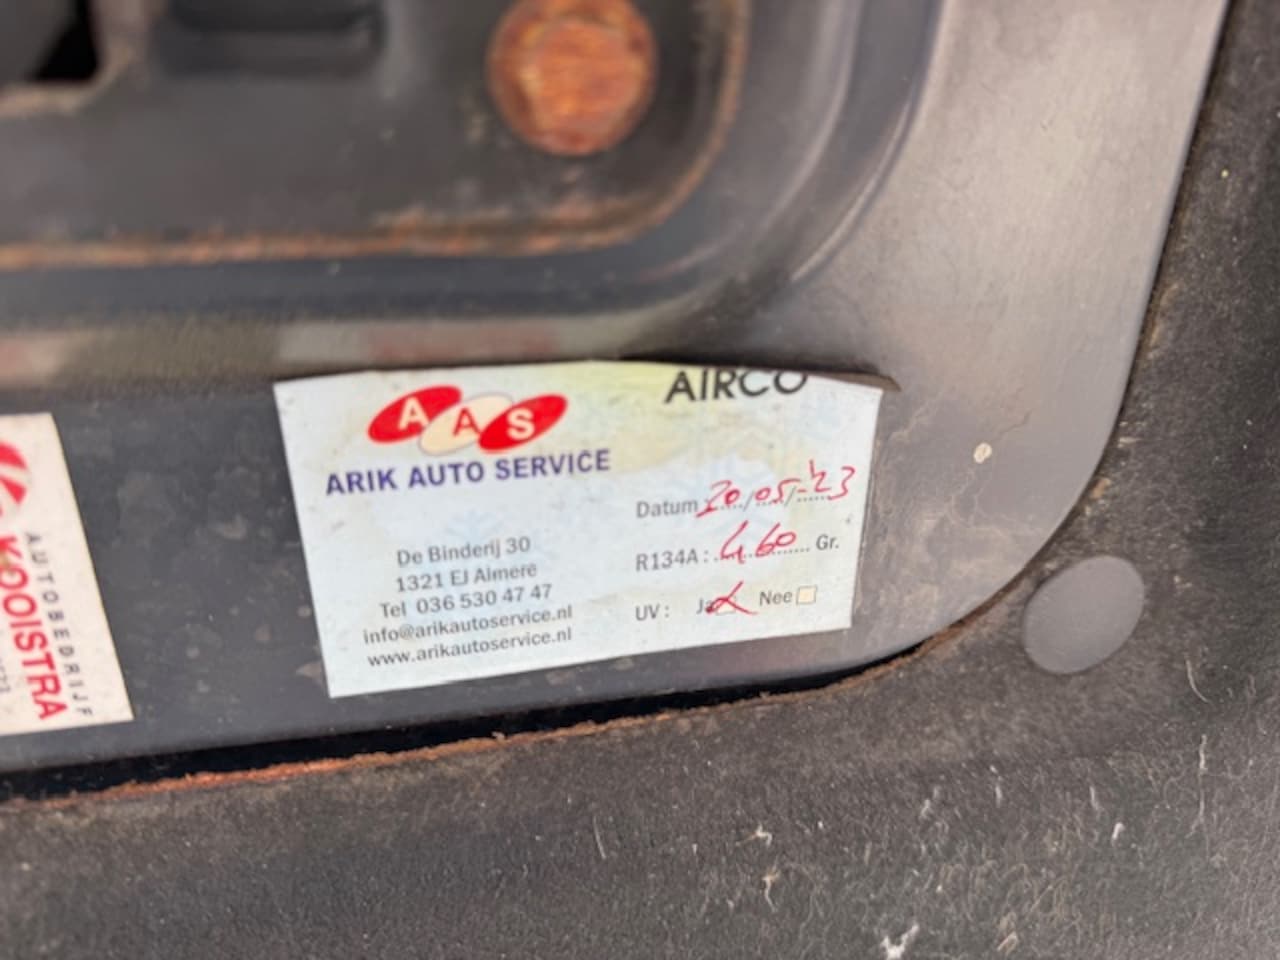 AAS
ARIK AUTO SERVICE
De Binderij 30
1321 EJ Almere
Tel 036 530 47 47
info@arikautoservice.nl
www.arikautoservice.nl
AIRCO
Datum 20/05-'23
R134A: 460 Gr.
UV: Ja Nee
AUTOBEDRIJF
KOOISTRA